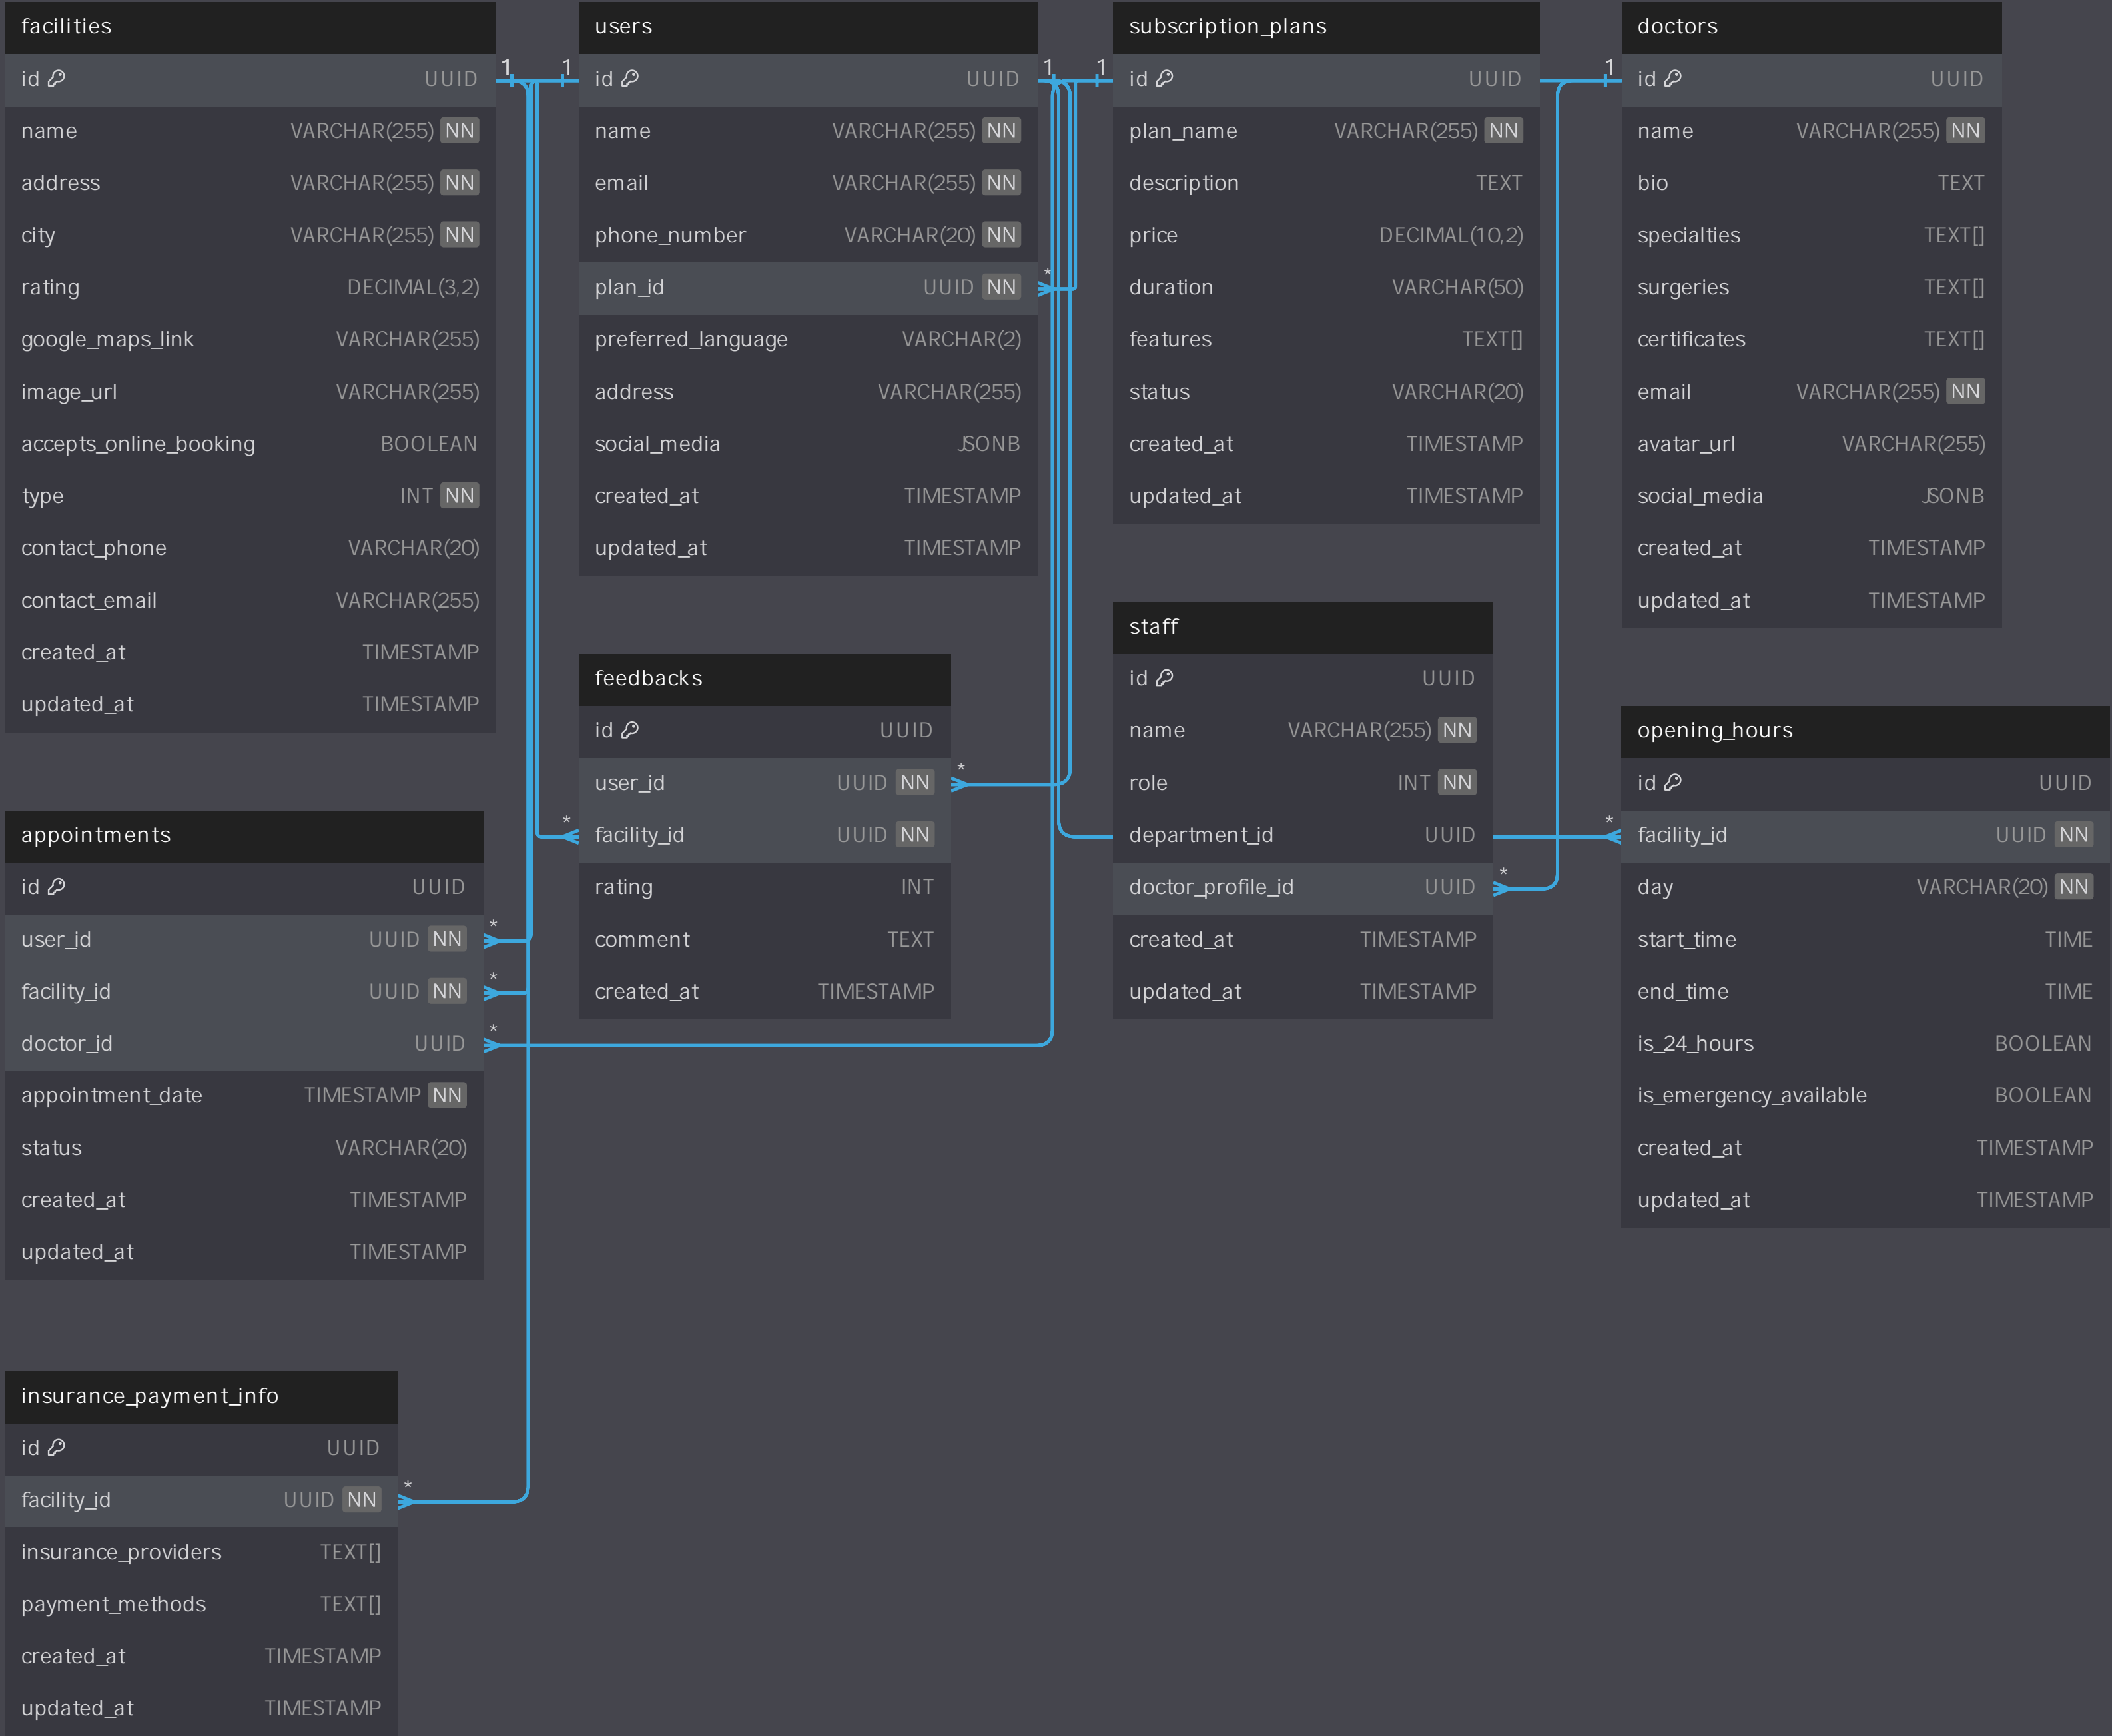 facilities
id UUID
name VARCHAR(255) NN
address VARCHAR(255) NN
city VARCHAR(255) NN
rating DECIMAL(3,2)
google_maps_link VARCHAR(255)
image_url VARCHAR(255)
accepts_online_booking BOOLEAN
type INT NN
contact_phone VARCHAR(20)
contact_email VARCHAR(255)
created_at TIMESTAMP
updated_at TIMESTAMP
1
1
users
id UUID
name VARCHAR(255) NN
email VARCHAR(255) NN
phone_number VARCHAR(20) NN
plan_id UUID NN *
preferred_language VARCHAR(2)
address VARCHAR(255)
social_media JSONB
created_at TIMESTAMP
updated_at TIMESTAMP
1
1
subscription_plans
id UUID
plan_name VARCHAR(255) NN
description TEXT
price DECIMAL(10,2)
duration VARCHAR(50)
features TEXT[]
status VARCHAR(20)
created_at TIMESTAMP
updated_at TIMESTAMP
1
doctors
id UUID
name VARCHAR(255) NN
bio TEXT
specialties TEXT[]
surgeries TEXT[]
certificates TEXT[]
email VARCHAR(255) NN
avatar_url VARCHAR(255)
social_media JSONB
created_at TIMESTAMP
updated_at TIMESTAMP
feedbacks
id UUID
user_id UUID NN *
* facility_id UUID NN
rating INT
comment TEXT
created_at TIMESTAMP
staff
id UUID
name VARCHAR(255) NN
role INT NN
department_id UUID
doctor_profile_id UUID *
created_at TIMESTAMP
updated_at TIMESTAMP
opening_hours
id UUID
* facility_id UUID NN
day VARCHAR(20) NN
start_time TIME
end_time TIME
is_24_hours BOOLEAN
is_emergency_available BOOLEAN
created_at TIMESTAMP
updated_at TIMESTAMP
appointments
id UUID
user_id UUID NN *
facility_id UUID NN *
doctor_id UUID *
appointment_date TIMESTAMP NN
status VARCHAR(20)
created_at TIMESTAMP
updated_at TIMESTAMP
insurance_payment_info
id UUID
facility_id UUID NN *
insurance_providers TEXT[]
payment_methods TEXT[]
created_at TIMESTAMP
updated_at TIMESTAMP